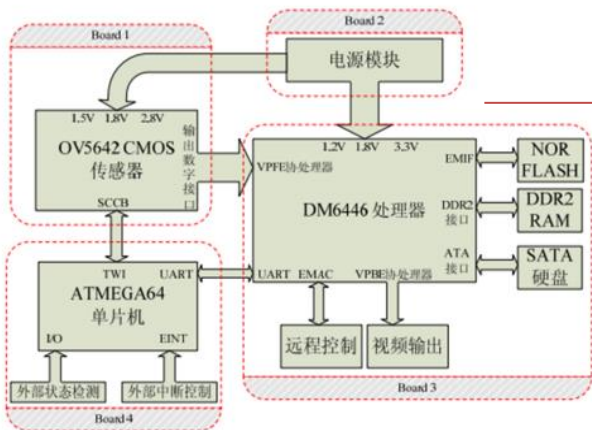 Board 1
Board 2
电源模块
1.5V 1.8V 2.8V
OV5642 CMOS
传感器
输出数字接口
SCCB
1.2V 1.8V 3.3V
VPFE协处理器
EMIF
DM6446 处理器
DDR2
接口
ATA
接口
UART EMAC VPBE协处理器
NOR
FLASH
DDR2
RAM
SATA
硬盘
TWI UART
ATMEGA64
单片机
I/O EINT
远程控制
视频输出
外部状态检测
外部中断控制
Board 3
Board 4